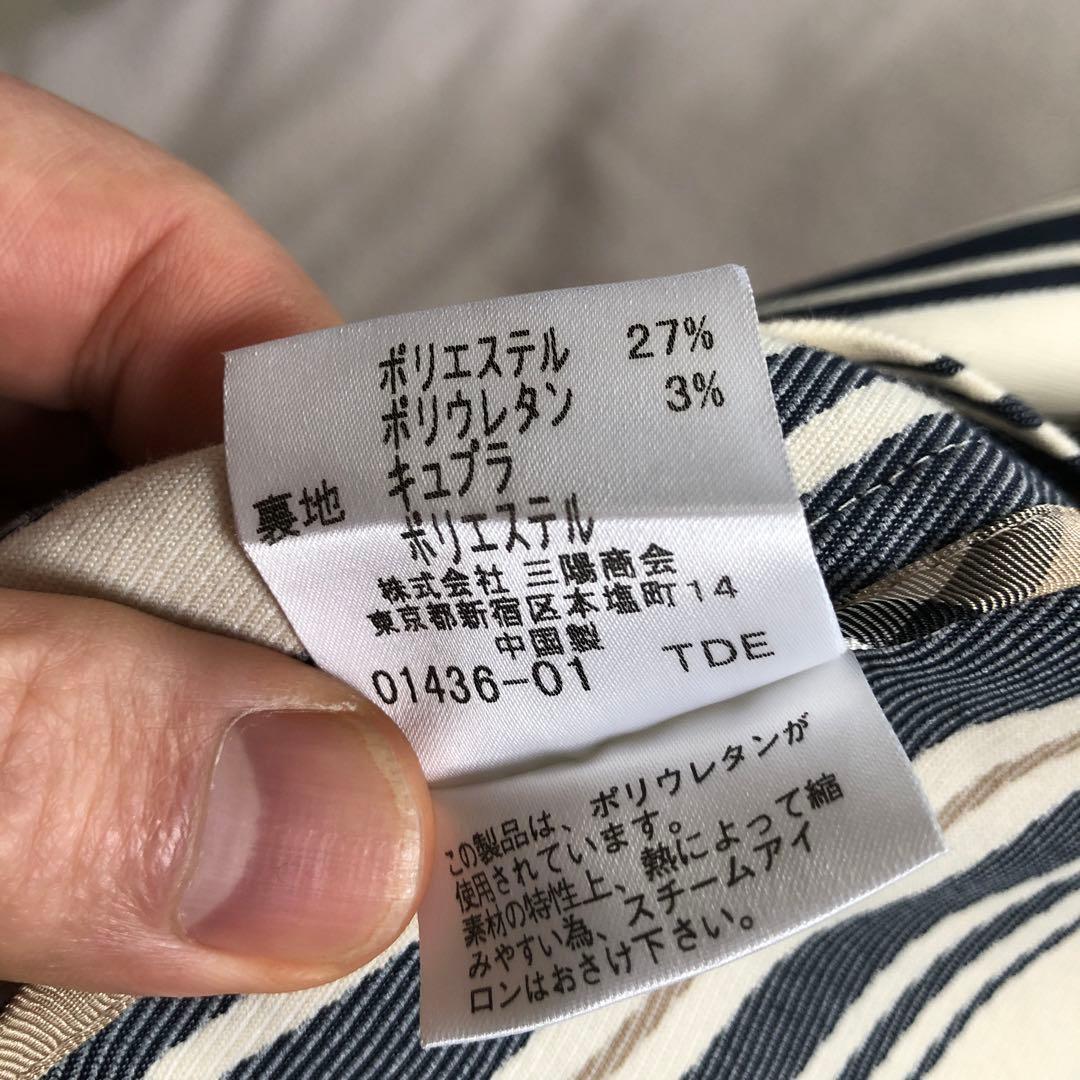 ポリエステル 27%
ポリウレタン 3%
裏地 キュプラ
ポリエステル
株式会社 三陽商会
東京都新宿区本塩町14
中国製
01436-01 TDE
この製品は、ポリウレタンが
使用されています。
素材の特性上、熱によって縮
みやすい為、スチームアイ
ロンはおさけ下さい。